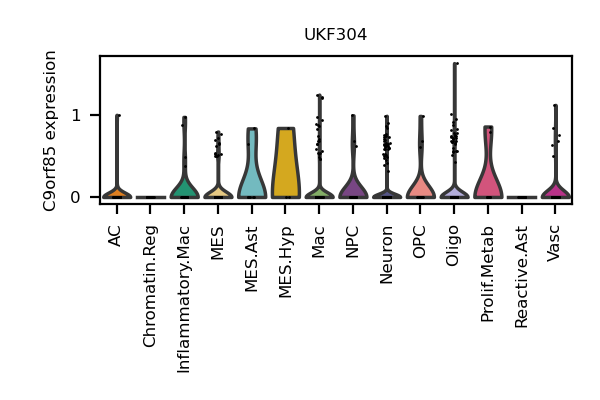 UKF304
C9orf85 expression
1
0
AC
Chromatin.Reg
Inflammatory.Mac
MES
MES.Ast
MES.Hyp
Mac
NPC
Neuron
OPC
Oligo
Prolif.Metab
Reactive.Ast
Vasc